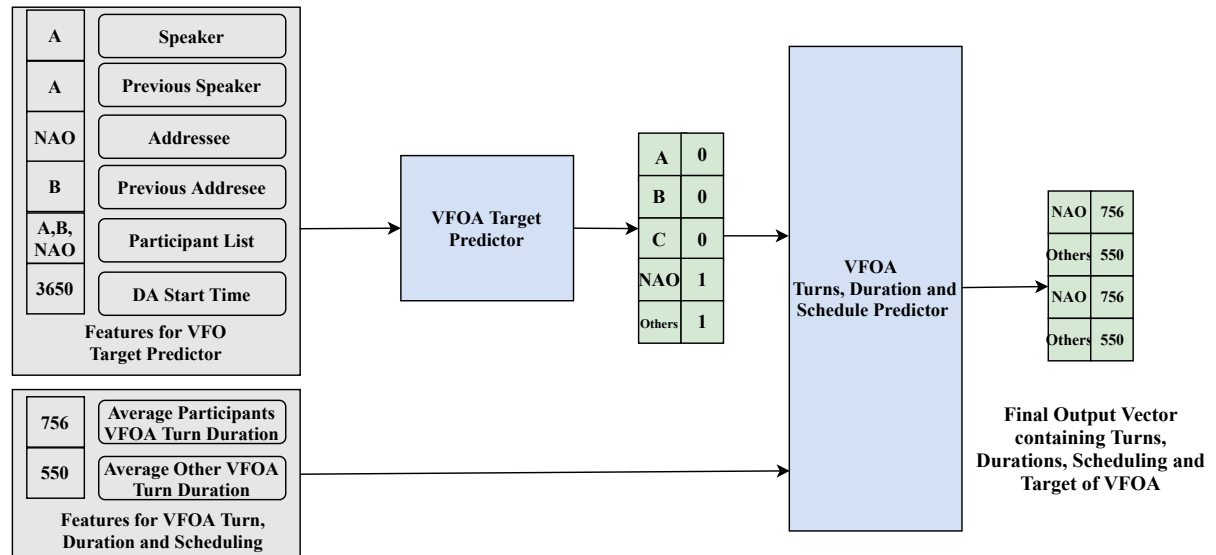 A Speaker
A Previous Speaker
NAO Addressee
B Previous Addresee
A,B,
NAO
Participant List
3650 DA Start Time
Features for VFO
Target Predictor
756
Average Participants
VFOA Turn Duration
550
Average Other VFOA
Turn Duration
Features for VFOA Turn,
Duration and Scheduling
VFOA Target
Predictor
A 0
B 0
C 0
NAO 1
Others 1
VFOA
Turns, Duration and
Schedule Predictor
NAO 756
Others 550
NAO 756
Others 550
Final Output Vector
containing Turns,
Durations, Scheduling and
Target of VFOA